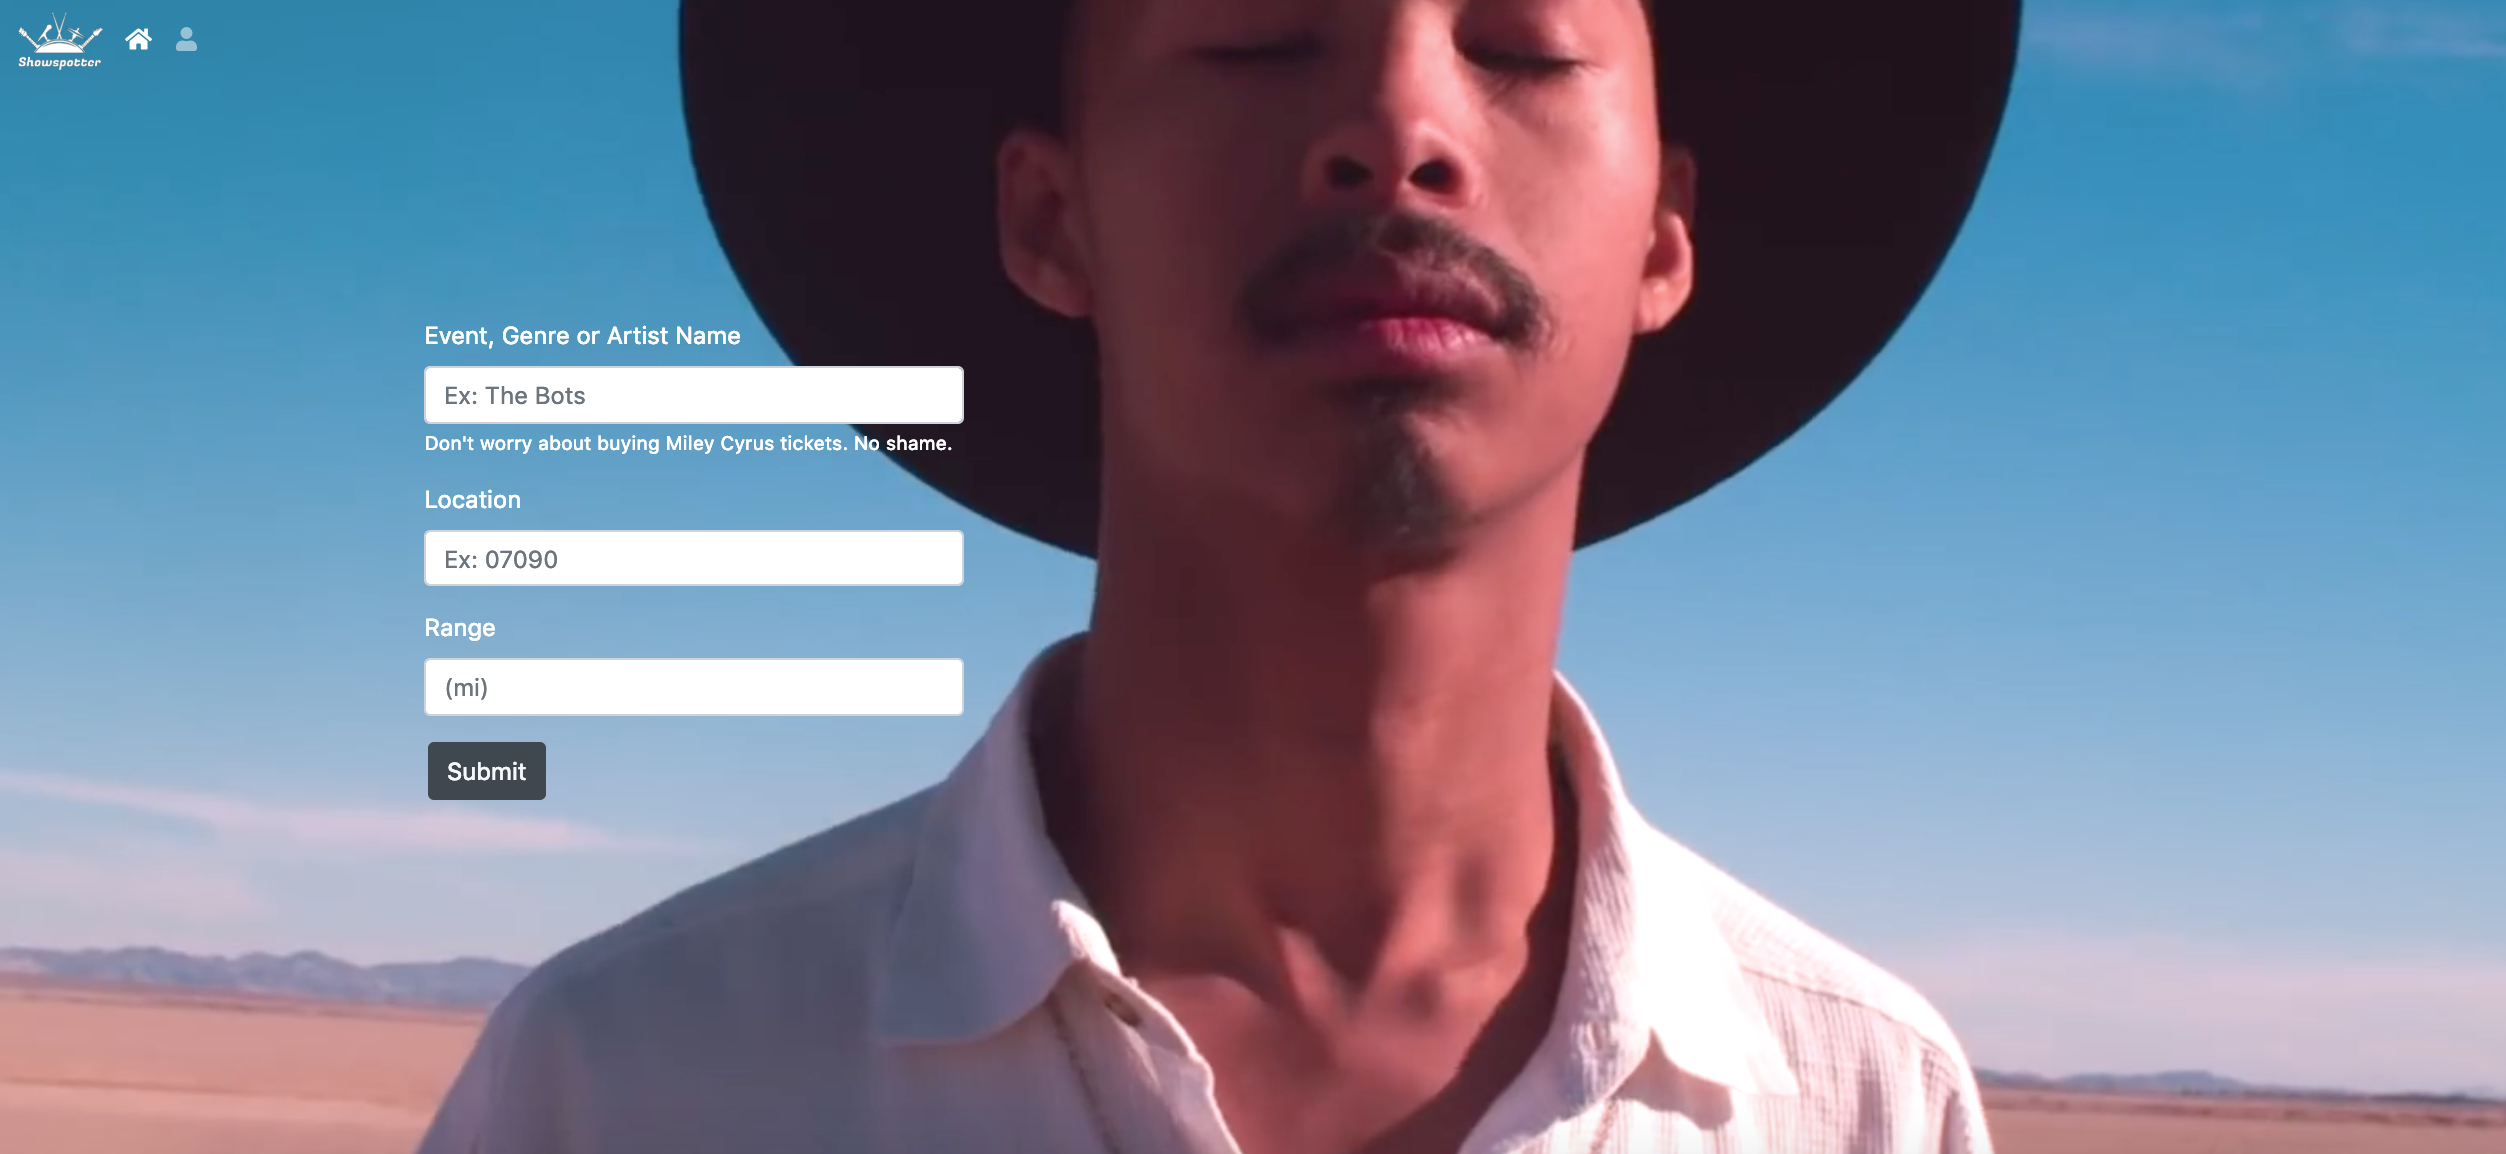 Showspotter
Event, Genre or Artist Name
Ex: The Bots
Don't worry about buying Miley Cyrus tickets. No shame.
Location
Ex: 07090
Range
(mi)
Submit